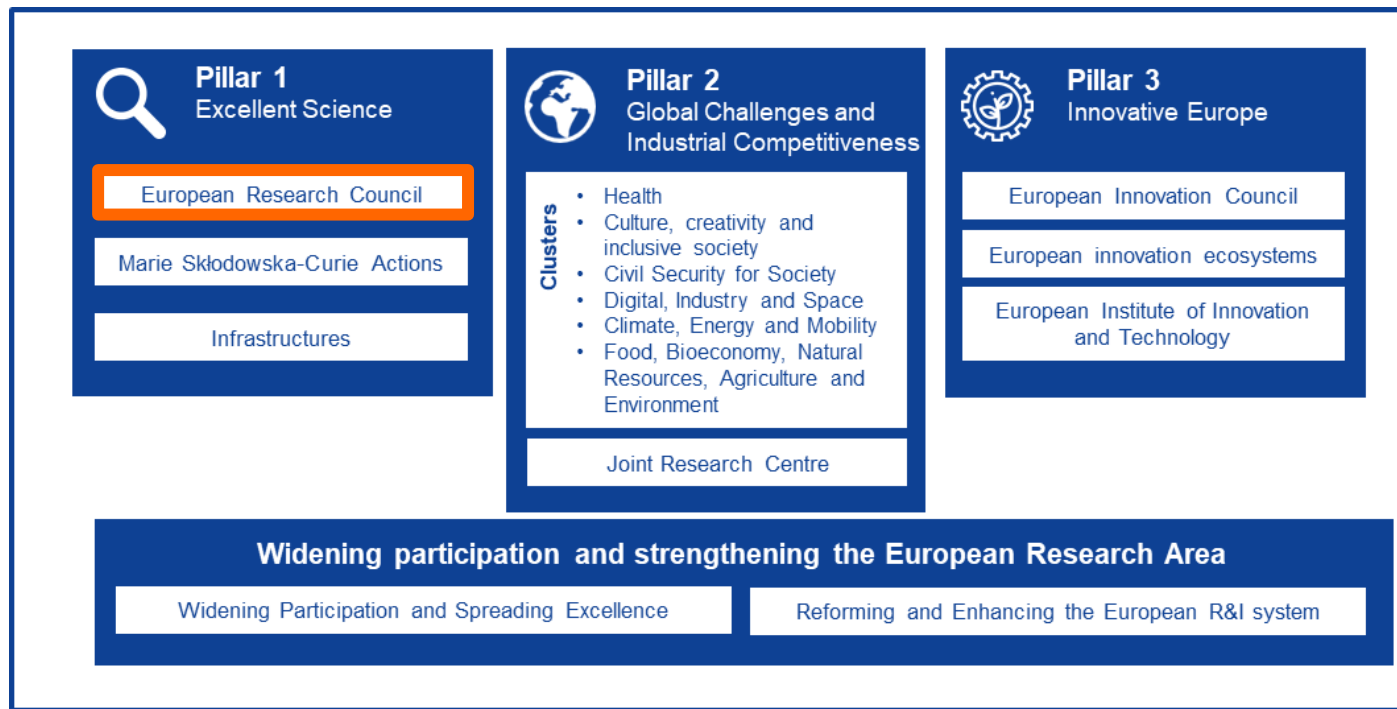 Pillar 1
Excellent Science
European Research Council
Marie Skłodowska-Curie Actions
Infrastructures
Pillar 2
Global Challenges and
Industrial Competitiveness
Clusters
• Health
• Culture, creativity and
inclusive society
• Civil Security for Society
• Digital, Industry and Space
• Climate, Energy and Mobility
• Food, Bioeconomy, Natural
Resources, Agriculture and
Environment
Joint Research Centre
Pillar 3
Innovative Europe
European Innovation Council
European innovation ecosystems
European Institute of Innovation
and Technology
Widening participation and strengthening the European Research Area
Widening Participation and Spreading Excellence
Reforming and Enhancing the European R&I system